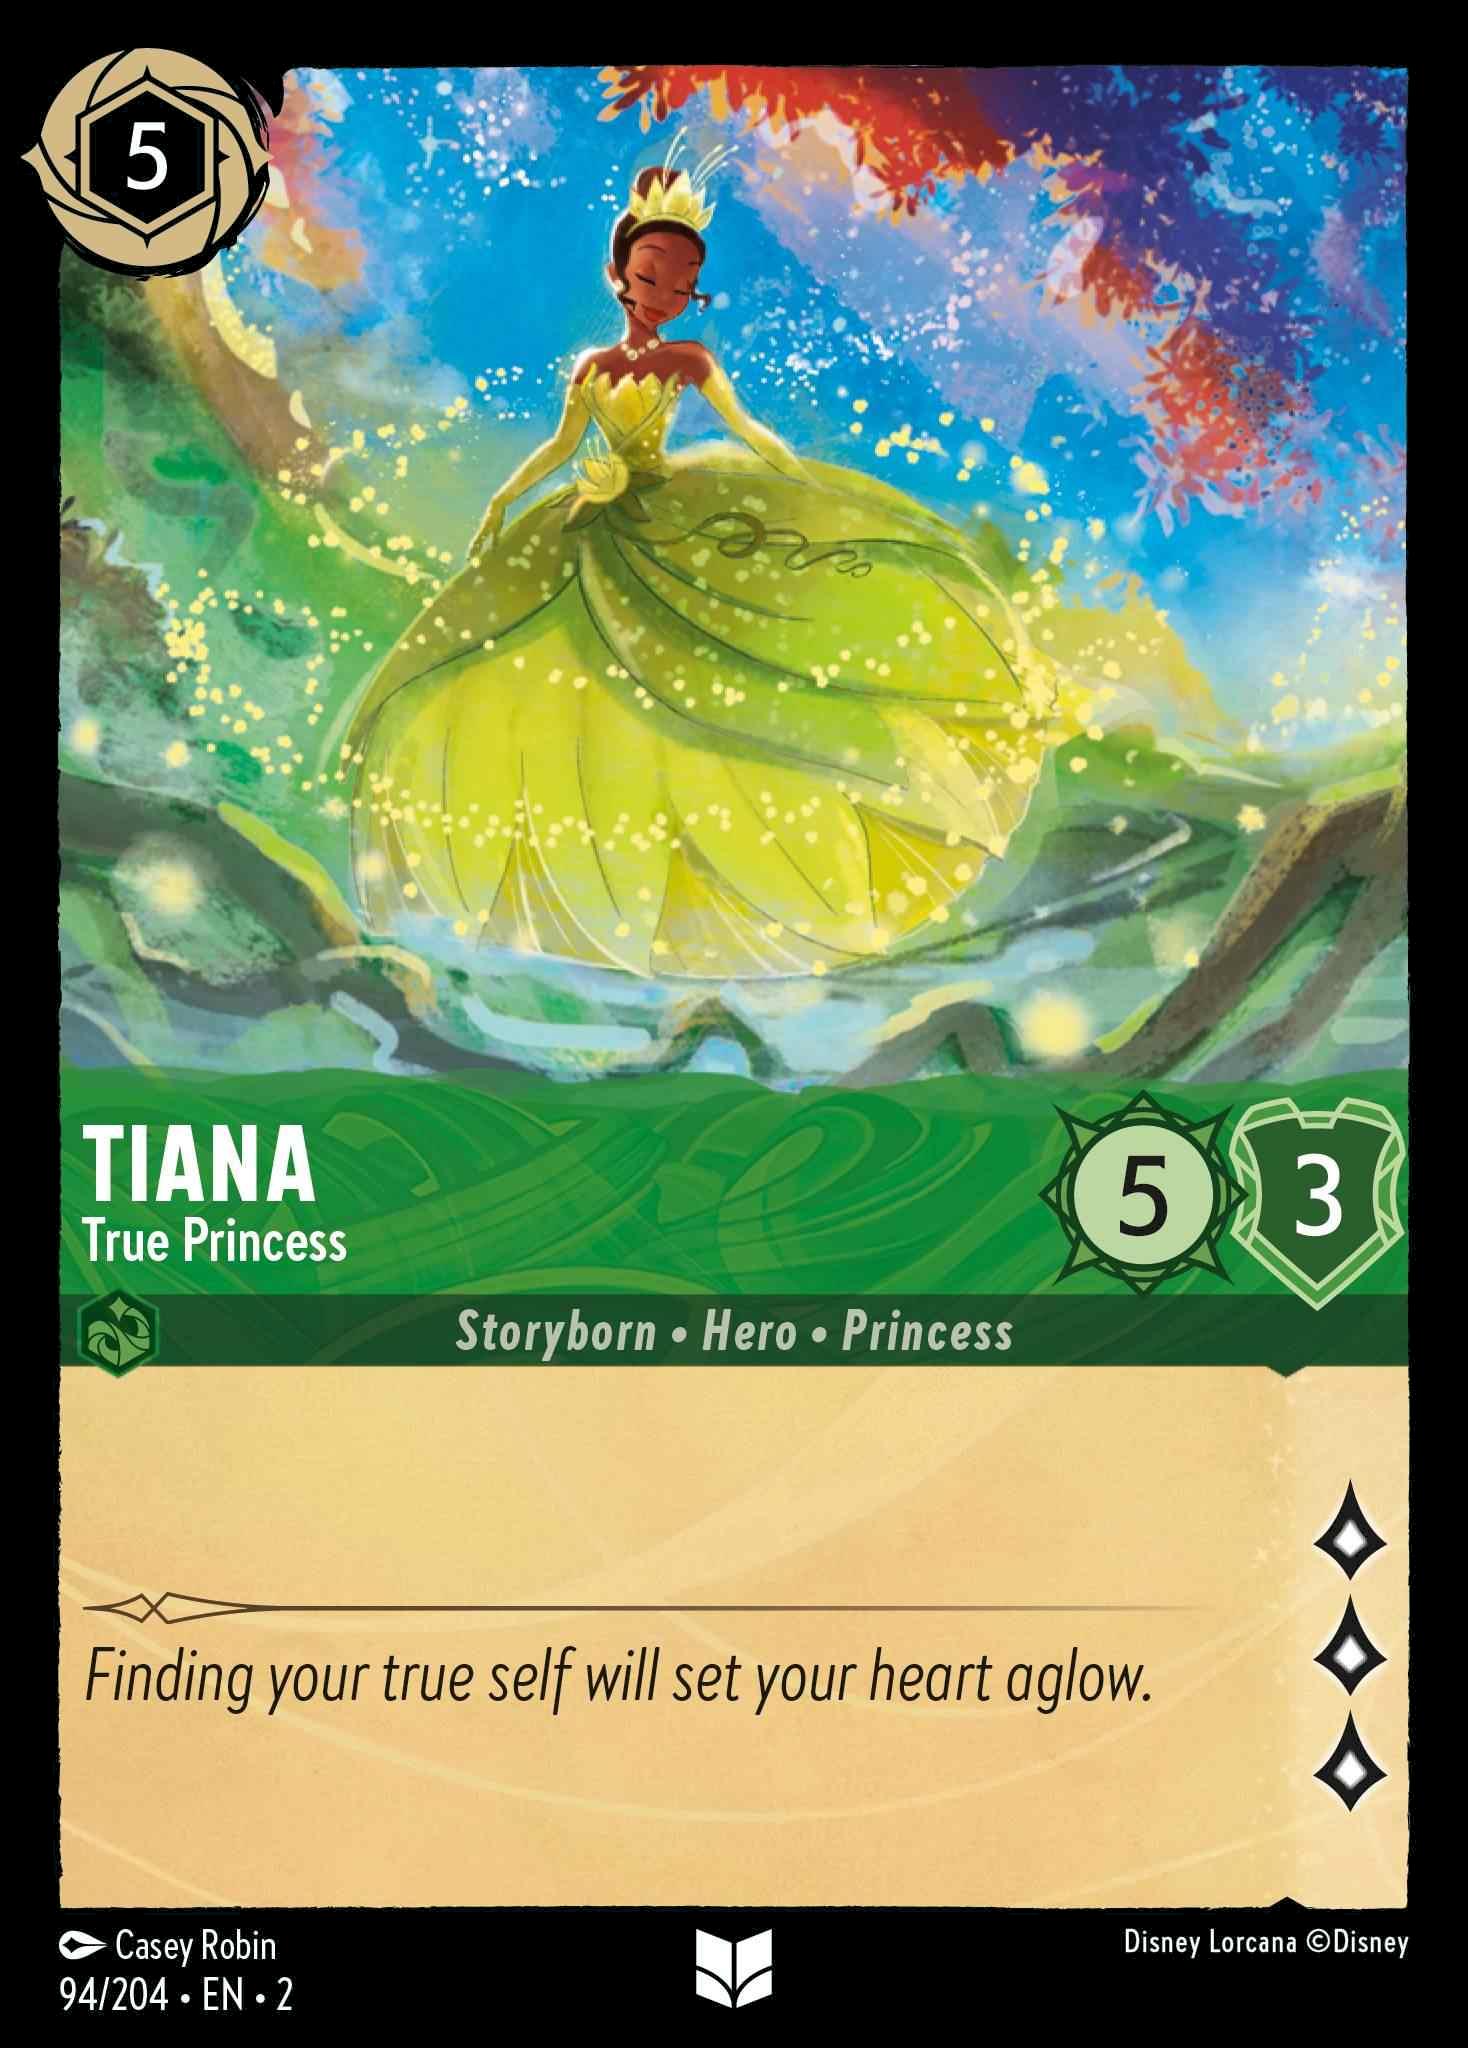 5
TIANA
True Princess
5
3
Storyborn • Hero • Princess
Finding your true self will set your heart aglow.
Casey Robin
94/204 • EN • 2
Disney Lorcana ©Disney